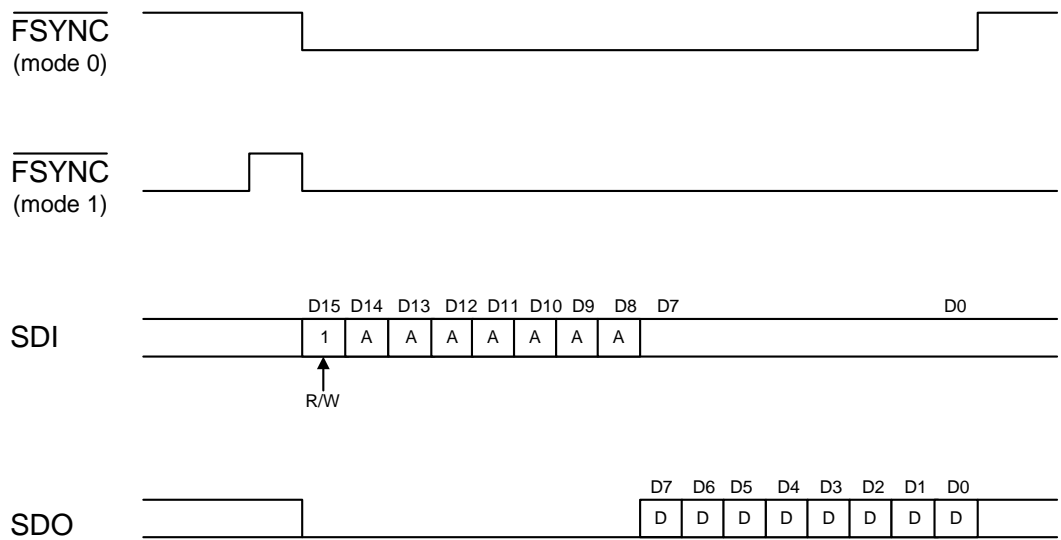 FSYNC
(mode 0)
FSYNC
(mode 1)
D15 D14 D13 D12 D11 D10 D9 D8 D7 D0
SDI
1 A A A A A A A
R/W
D7 D6 D5 D4 D3 D2 D1 D0
SDO
D D D D D D D D